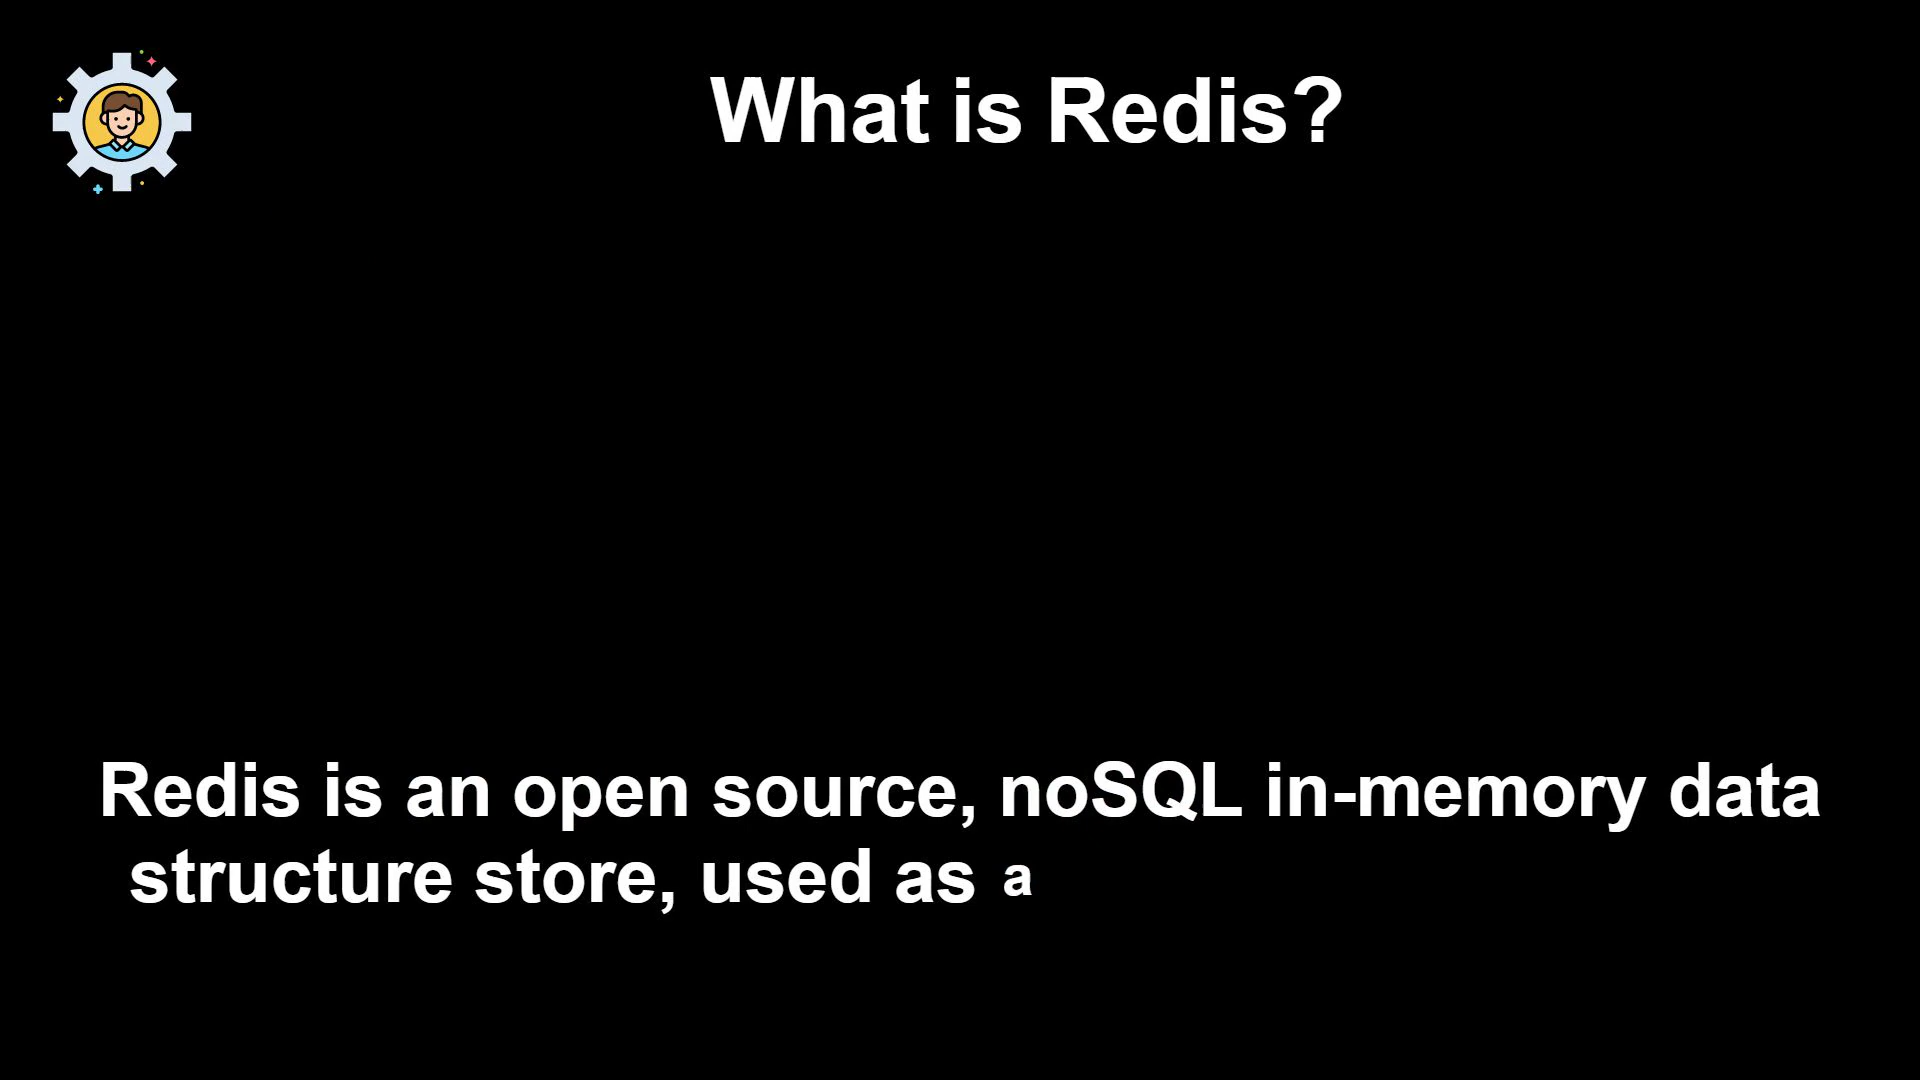 What is Redis?
Redis is an open source, noSQL in-memory data
structure store, used as a